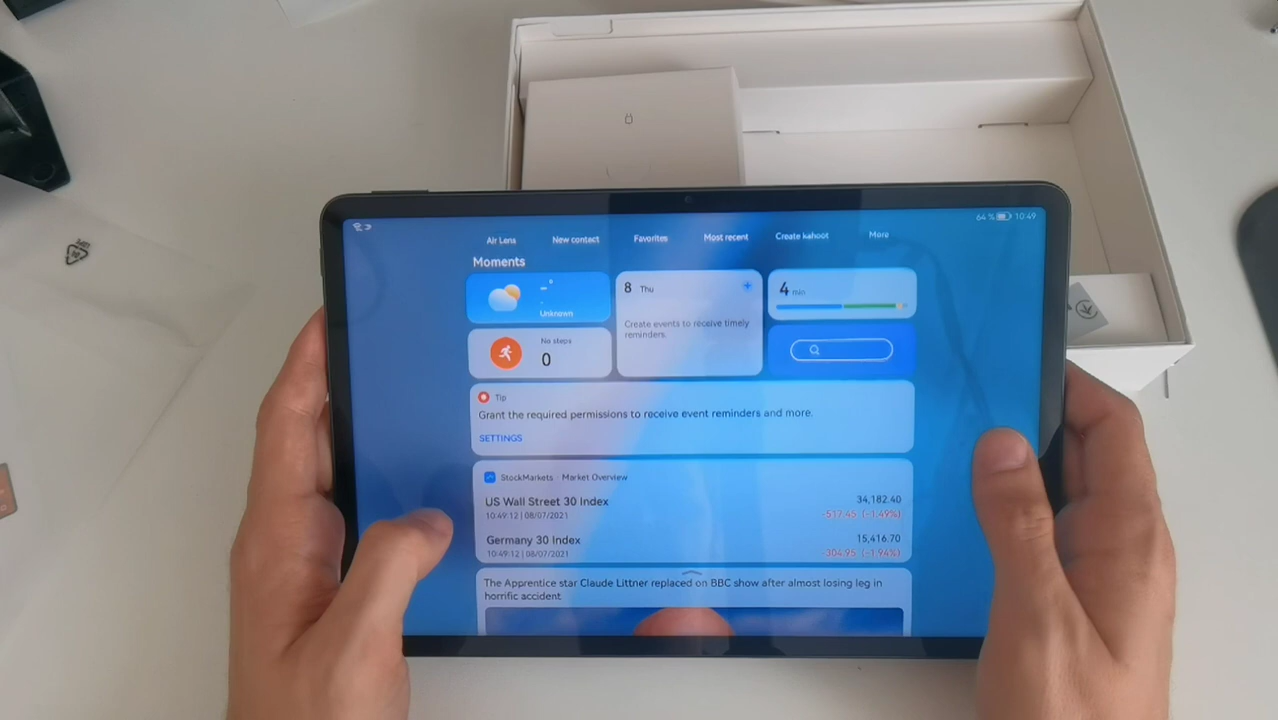 64 % 10:49
Air Lens New contact Favorites Most recent Create kahoot More
Moments
Unknown
No steps
0
8 Thu
Create events to receive timely
reminders.
4 min
Tip
Grant the required permissions to receive event reminders and more.
SETTINGS
StockMarkets Market Overview
US Wall Street 30 Index 34,182.40
10:49:12 | 08/07/2021 -517.45 (-1.49%)
Germany 30 Index 15,416.70
10:49:12 | 08/07/2021 -304.95 (-1.94%)
The Apprentice star Claude Littner replaced on BBC show after almost losing leg in
horrific accident